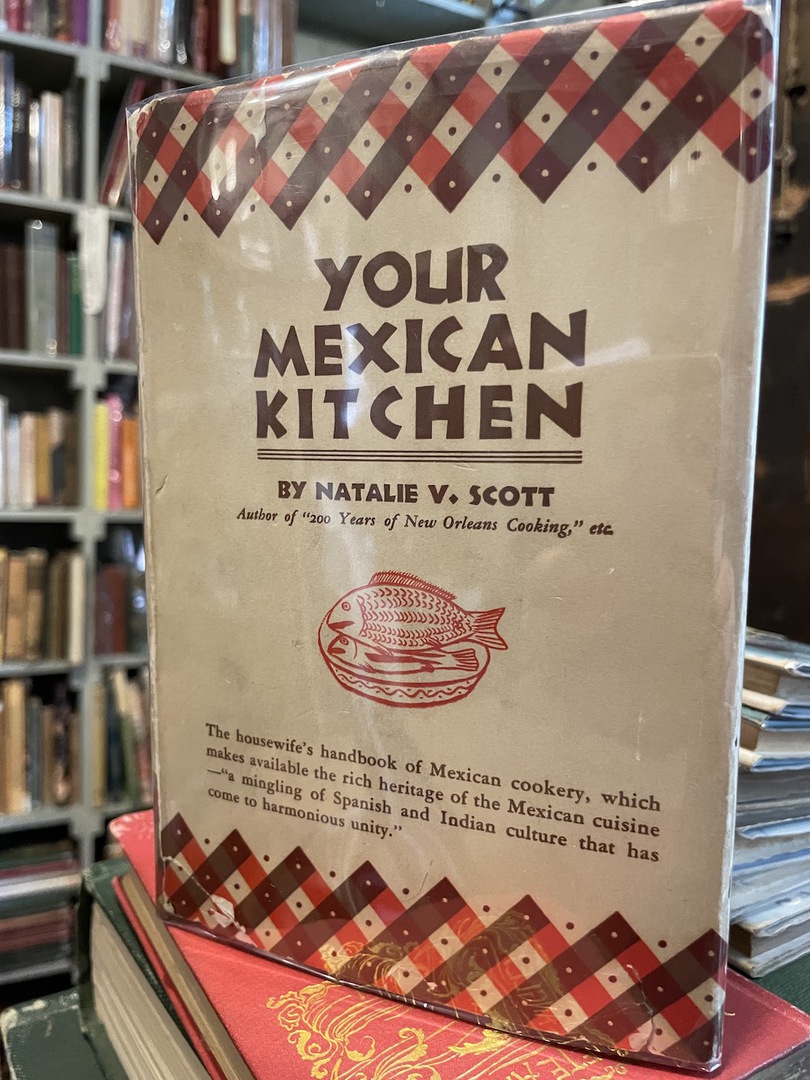 YOUR
MEXICAN
KITCHEN
BY NATALIE V. SCOTT
Author of "200 Years of New Orleans Cooking," etc.
The housewife's handbook of Mexican cookery, which
makes available the rich heritage of the Mexican cuisine
—"a mingling of Spanish and Indian culture that has
come to harmonious unity."